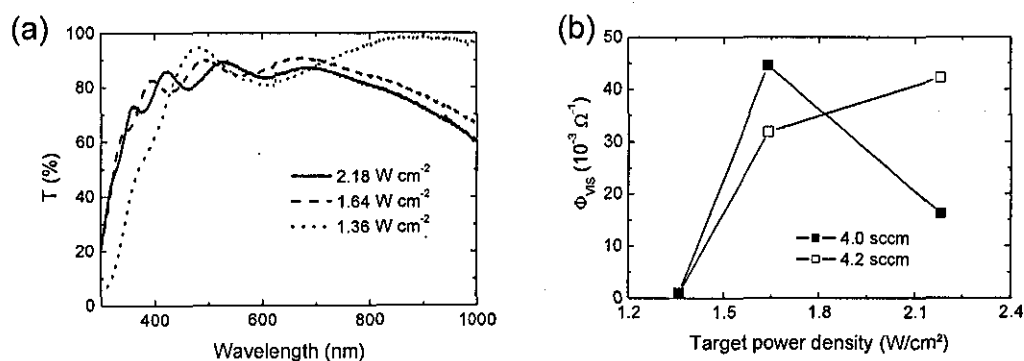 (a)
100
80
60
40
20
0
T (%)
2.18 W cm⁻²
1.64 W cm⁻²
1.36 W cm⁻²
400 600 800 1000
Wavelength (nm)
(b)
50
40
30
20
10
0
Φ_VIS (10⁻³ Ω⁻¹)
4.0 sccm
4.2 sccm
1.2 1.5 1.8 2.1 2.4
Target power density (W/cm²)